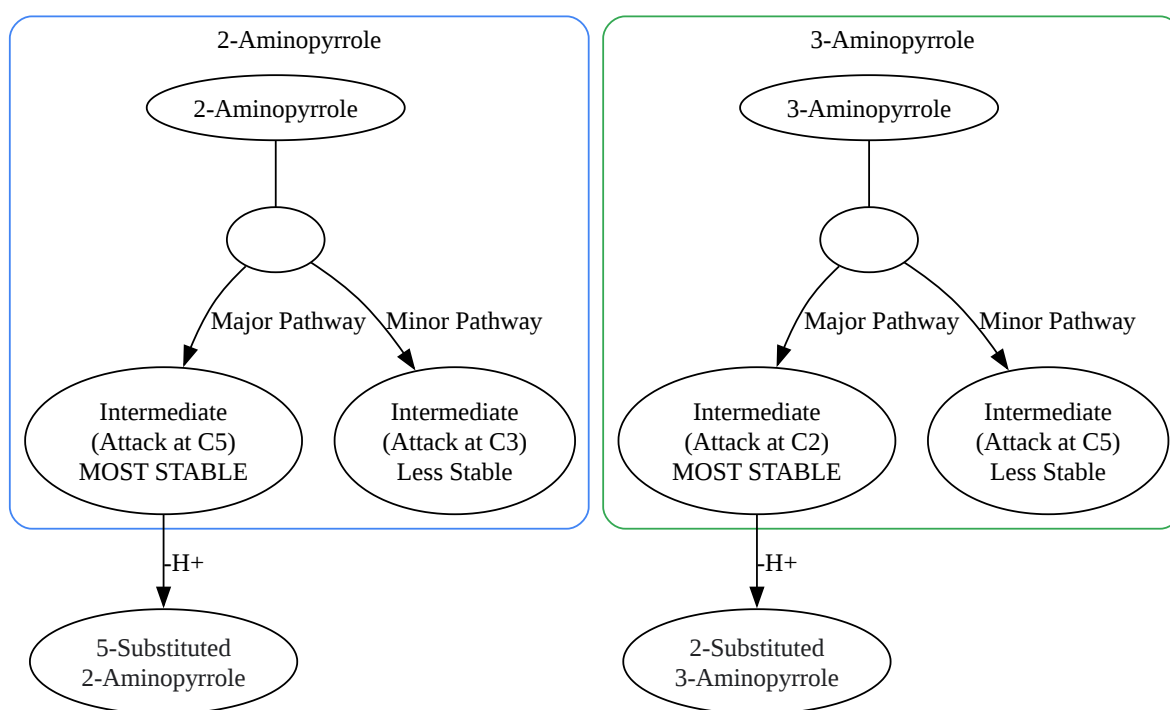 2-Aminopyrrole
2-Aminopyrrole
Major Pathway
Minor Pathway
Intermediate
(Attack at C5)
MOST STABLE
Intermediate
(Attack at C3)
Less Stable
-H+
5-Substituted
2-Aminopyrrole
3-Aminopyrrole
3-Aminopyrrole
Major Pathway
Minor Pathway
Intermediate
(Attack at C2)
MOST STABLE
Intermediate
(Attack at C5)
Less Stable
-H+
2-Substituted
3-Aminopyrrole